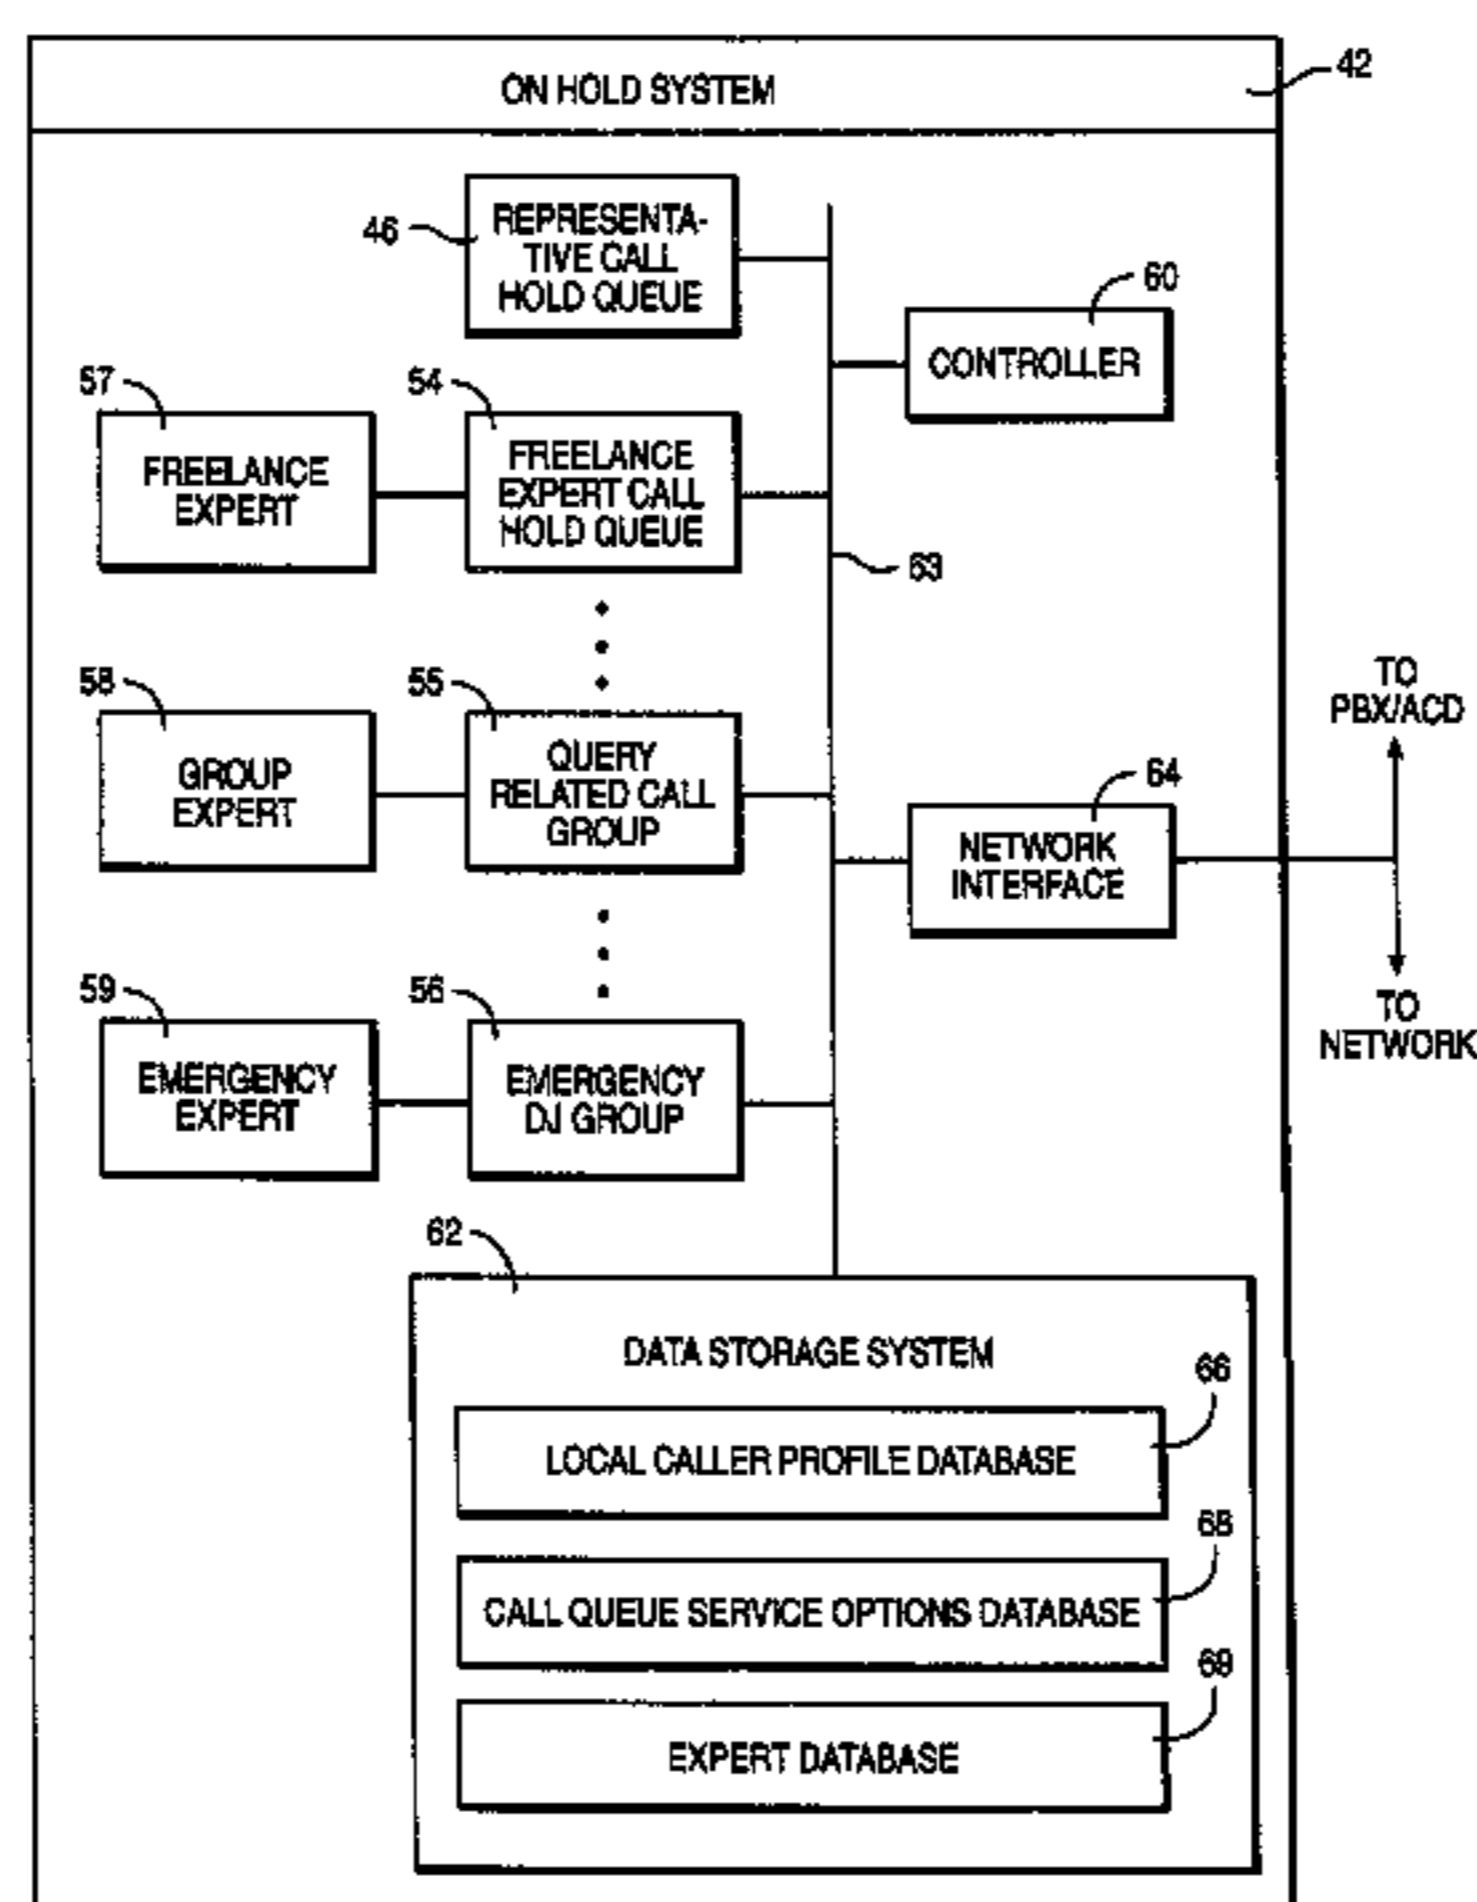 ON HOLD SYSTEM
42
46
REPRESENTA-
TIVE CALL
HOLD QUEUE
60
CONTROLLER
57
FREELANCE
EXPERT
54
FREELANCE
EXPERT CALL
HOLD QUEUE
63
58
GROUP
EXPERT
55
QUERY
RELATED CALL
GROUP
64
NETWORK
INTERFACE
TO
PBX/ACD
TO
NETWORK
59
EMERGENCY
EXPERT
56
EMERGENCY
DJ GROUP
62
DATA STORAGE SYSTEM
66
LOCAL CALLER PROFILE DATABASE
68
CALL QUEUE SERVICE OPTIONS DATABASE
69
EXPERT DATABASE